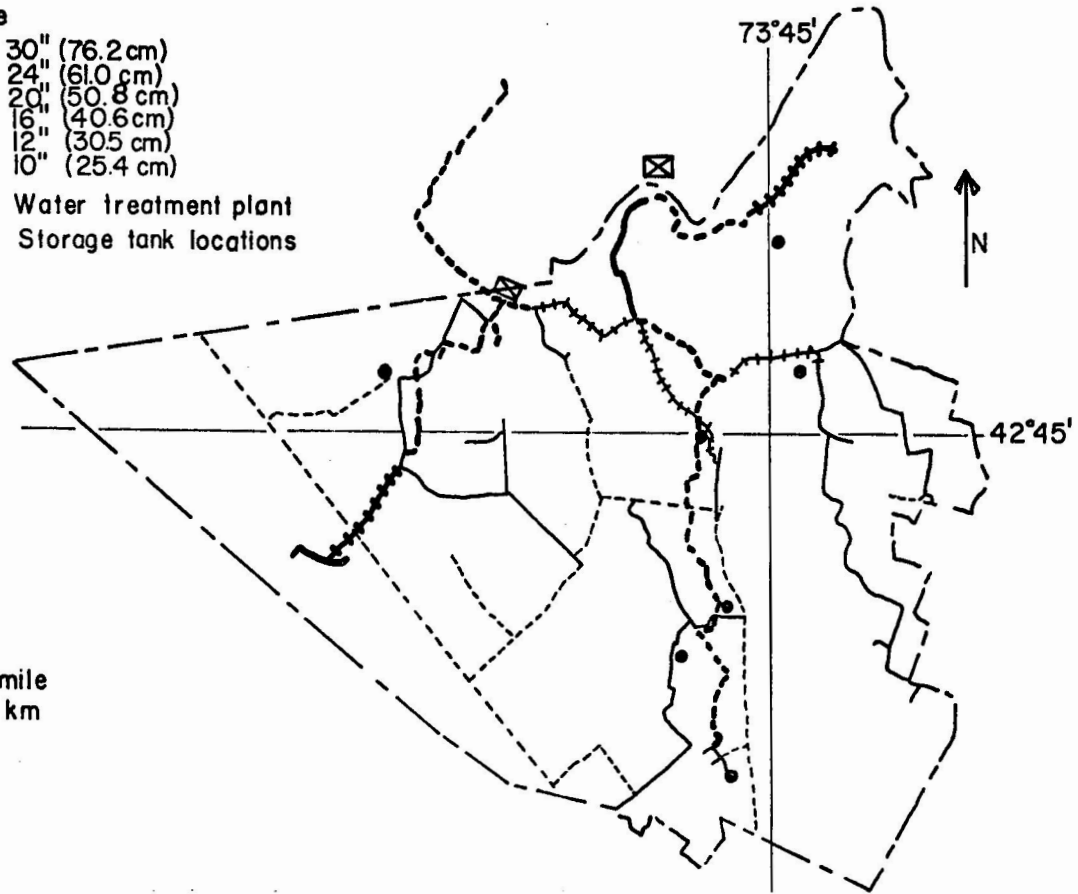 e
30" (76.2 cm)
24" (61.0 cm)
20" (50.8 cm)
16" (40.6 cm)
12" (30.5 cm)
10" (25.4 cm)
Water treatment plant
Storage tank locations
73°45'
N
42°45'
mile
km